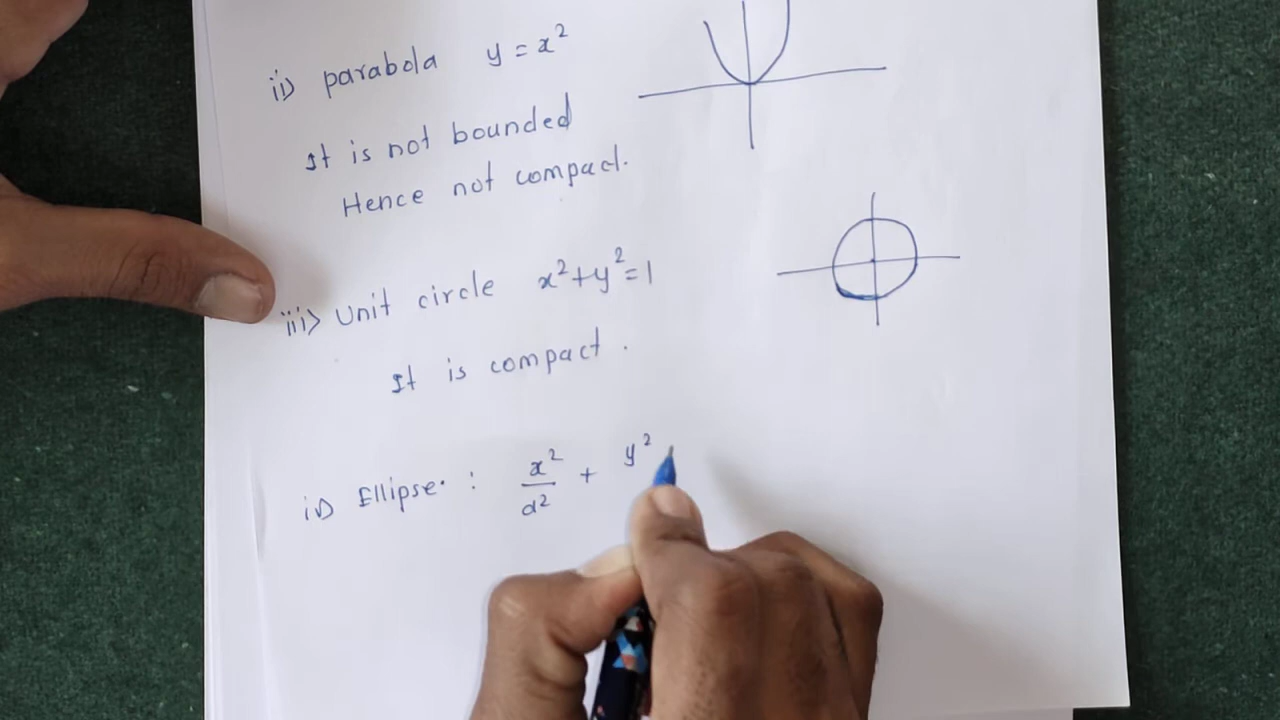 ii) parabola y = x²
It is not bounded
Hence not compact.
iii) Unit circle x²+y²=1
It is compact.
iv) Ellipse : x²/a² + y²